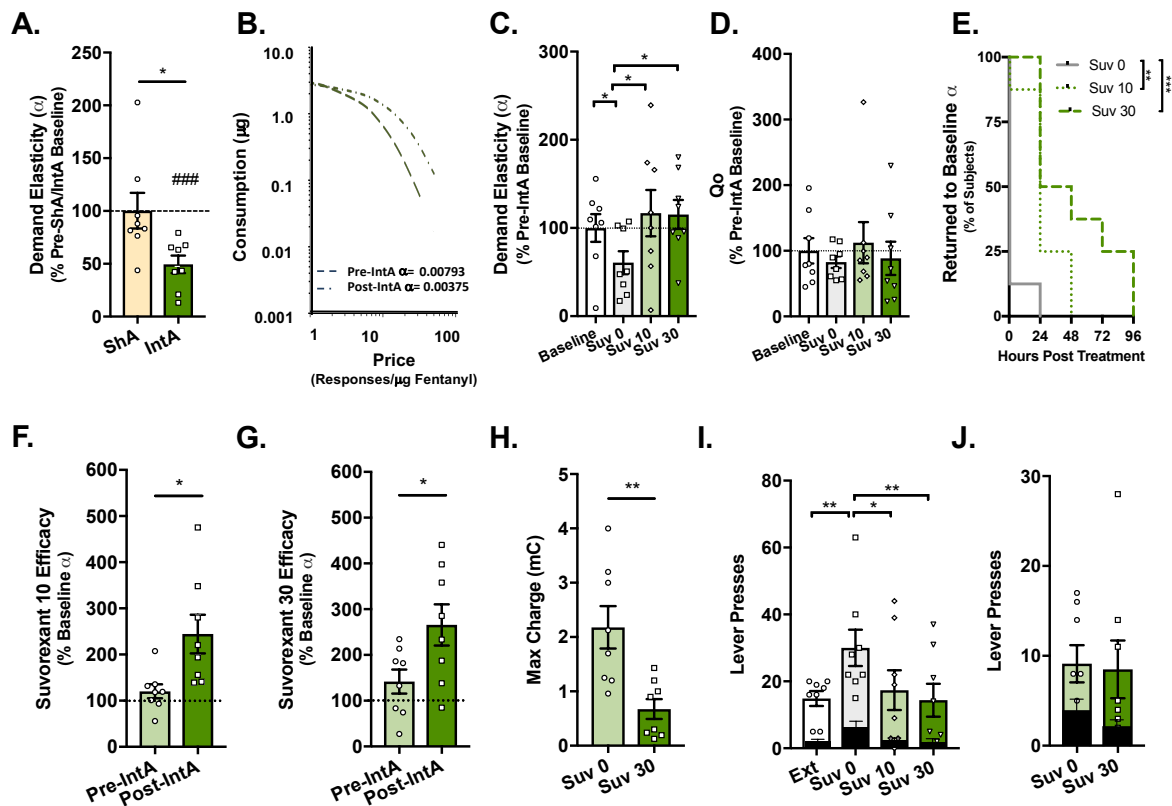 A.
Demand Elasticity (α)
(% Pre-ShA/IntA Baseline)
250
200
150
100
50
0
*
###
ShA
IntA
B.
Consumption (µg)
10.0
1.0
0.1
0.01
0.001
Pre-IntA α= 0.00793
Post-IntA α= 0.00375
1
10
100
Price
(Responses/µg Fentanyl)
C.
Demand Elasticity (α)
(% Pre-IntA Baseline)
300
200
100
0
*
*
*
Baseline
Suv 0
Suv 10
Suv 30
D.
Qo
(% Pre-IntA Baseline)
400
300
200
100
0
Baseline
Suv 0
Suv 10
Suv 30
E.
Returned to Baseline α
(% of Subjects)
100
75
50
25
0
Suv 0
Suv 10
Suv 30
**
***
0
24
48
72
96
Hours Post Treatment
F.
Suvorexant 10 Efficacy
(% Baseline α)
600
500
400
300
200
100
0
*
Pre-IntA
Post-IntA
G.
Suvorexant 30 Efficacy
(% Baseline α)
600
500
400
300
200
100
0
*
Pre-IntA
Post-IntA
H.
Max Charge (mC)
5
4
3
2
1
0
**
Suv 0
Suv 30
I.
Lever Presses
80
60
40
20
0
**
**
*
Ext
Suv 0
Suv 10
Suv 30
J.
Lever Presses
30
20
10
0
Suv 0
Suv 30